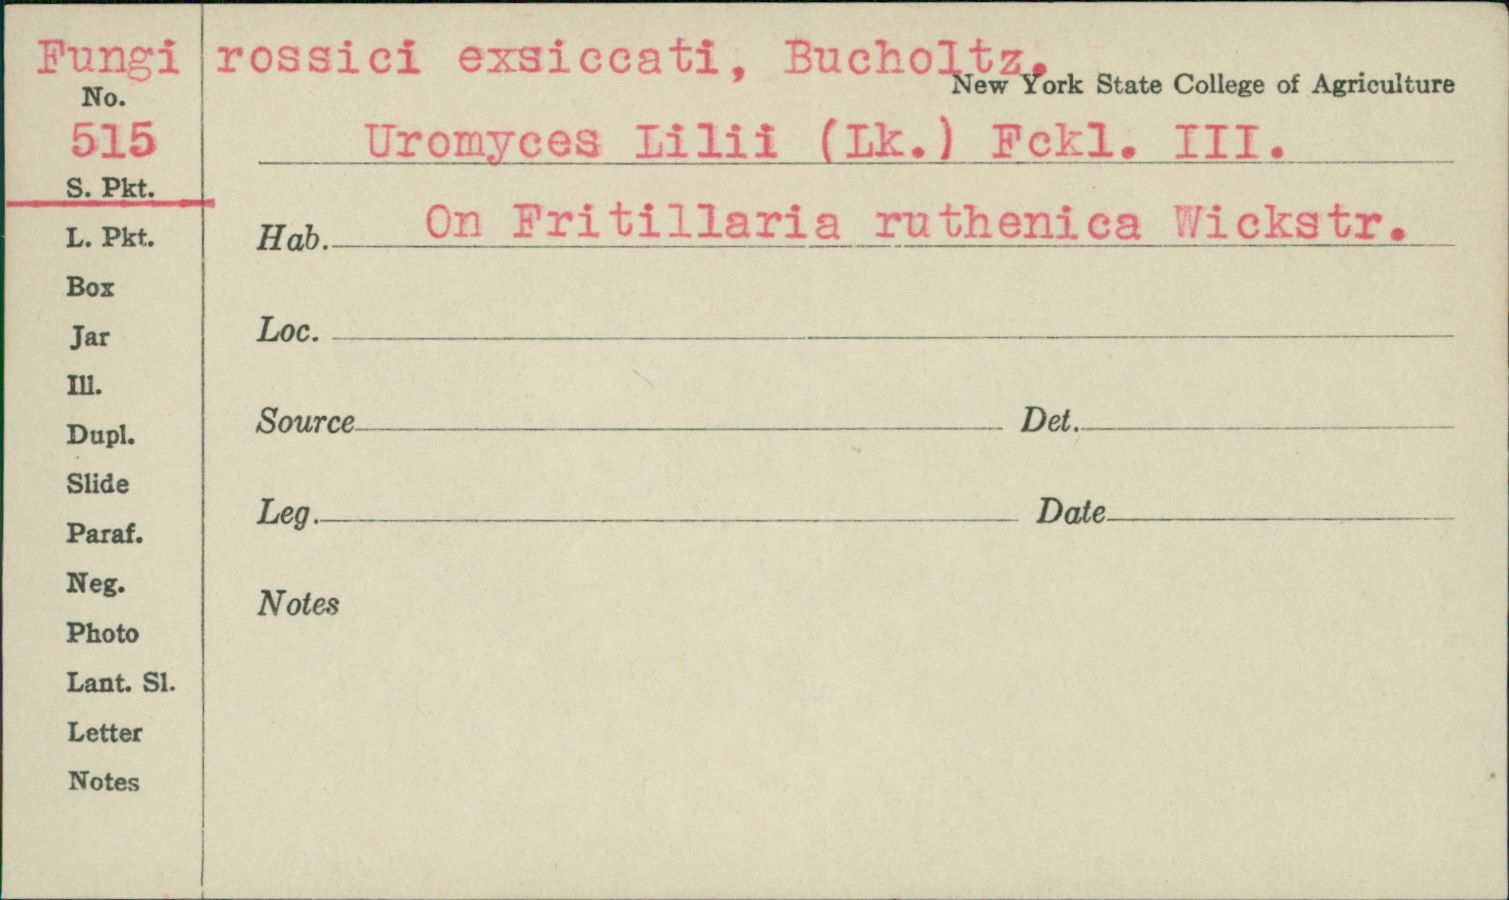 Fungi rossici exsiccati, Bucholtz.
New York State College of Agriculture
No.
515
Uromyces Lilii (Lk.) Fckl. III.
S. Pkt.
Hab. On Fritillaria ruthenica Wickstr.
L. Pkt.
Box
Loc.
Jar
Ill.
Source Det.
Dupl.
Slide
Leg. Date
Paraf.
Neg.
Notes
Photo
Lant. Sl.
Letter
Notes